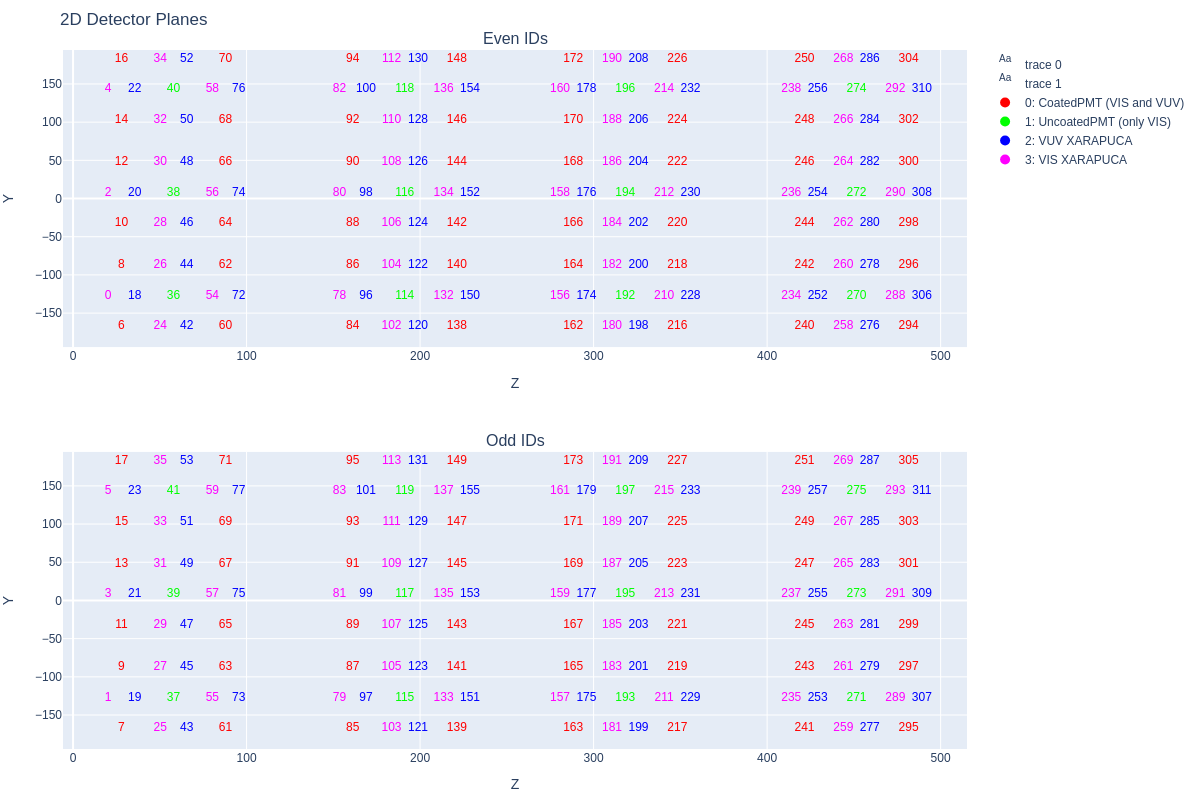 2D Detector Planes
Even IDs
16 34 52 70 94 112 130 148 172 190 208 226 250 268 286 304
150 4 22 40 58 76 82 100 118 136 154 160 178 196 214 232 238 256 274 292 310
100 14 32 50 68 92 110 128 146 170 188 206 224 248 266 284 302
50 12 30 48 66 90 108 126 144 168 186 204 222 246 264 282 300
Y 0 2 20 38 56 74 80 98 116 134 152 158 176 194 212 230 236 254 272 290 308
−50 10 28 46 64 88 106 124 142 166 184 202 220 244 262 280 298
−100 8 26 44 62 86 104 122 140 164 182 200 218 242 260 278 296
0 18 36 54 72 78 96 114 132 150 156 174 192 210 228 234 252 270 288 306
−150 6 24 42 60 84 102 120 138 162 180 198 216 240 258 276 294
0 100 200 300 400 500
Z
Aa trace 0
Aa trace 1
0: CoatedPMT (VIS and VUV)
1: UncoatedPMT (only VIS)
2: VUV XARAPUCA
3: VIS XARAPUCA
Odd IDs
17 35 53 71 95 113 131 149 173 191 209 227 251 269 287 305
150 5 23 41 59 77 83 101 119 137 155 161 179 197 215 233 239 257 275 293 311
100 15 33 51 69 93 111 129 147 171 189 207 225 249 267 285 303
50 13 31 49 67 91 109 127 145 169 187 205 223 247 265 283 301
Y 0 3 21 39 57 75 81 99 117 135 153 159 177 195 213 231 237 255 273 291 309
−50 11 29 47 65 89 107 125 143 167 185 203 221 245 263 281 299
−100 9 27 45 63 87 105 123 141 165 183 201 219 243 261 279 297
1 19 37 55 73 79 97 115 133 151 157 175 193 211 229 235 253 271 289 307
−150 7 25 43 61 85 103 121 139 163 181 199 217 241 259 277 295
0 100 200 300 400 500
Z